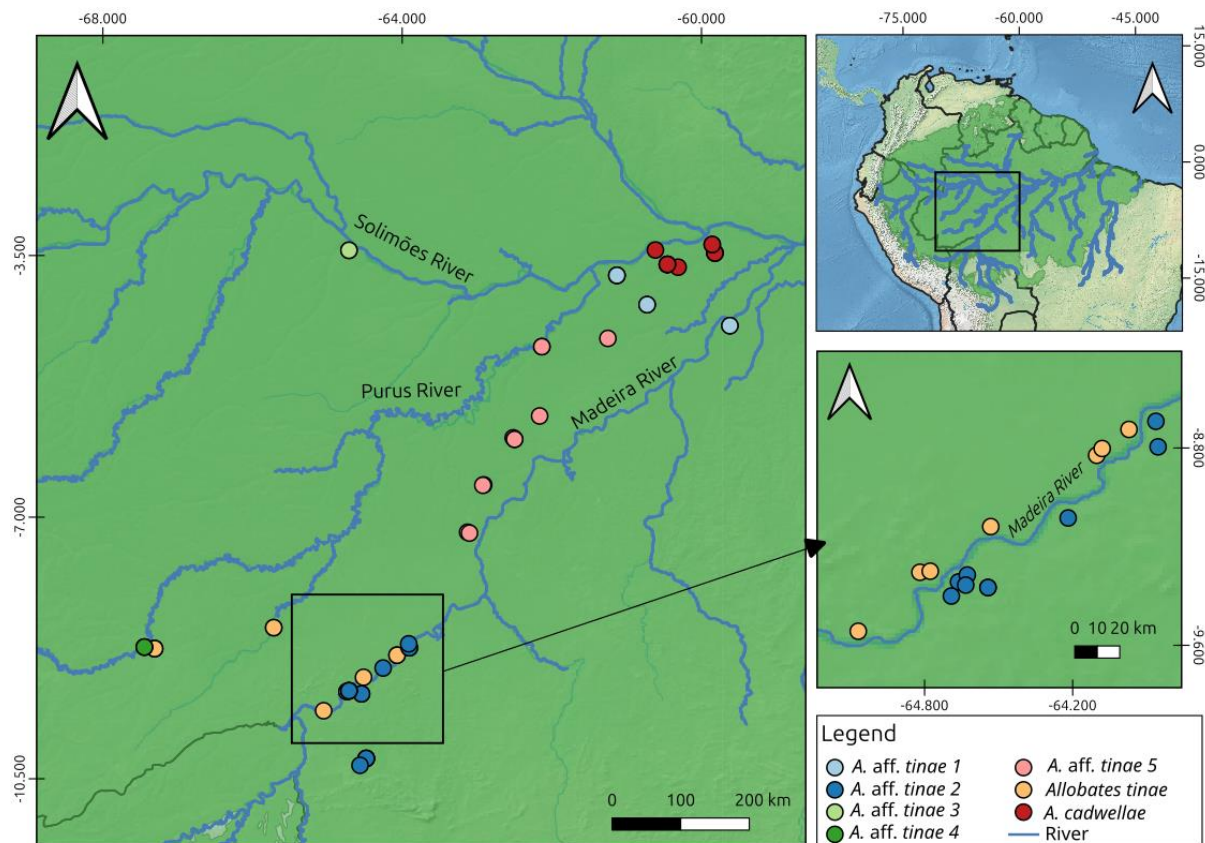 -68.000
-64.000
-60.000
-3.500
-7.000
-10.500
Solimões River
Purus River
Madeira River
0 100 200 km
-75.000
-60.000
-45.000
15.000
0.000
-15.000
Madeira River
-8.800
-9.600
0 10 20 km
-64.800
-64.200
Legend
A. aff. tinae 1
A. aff. tinae 2
A. aff. tinae 3
A. aff. tinae 4
A. aff. tinae 5
Allobates tinae
A. cadwellae
River